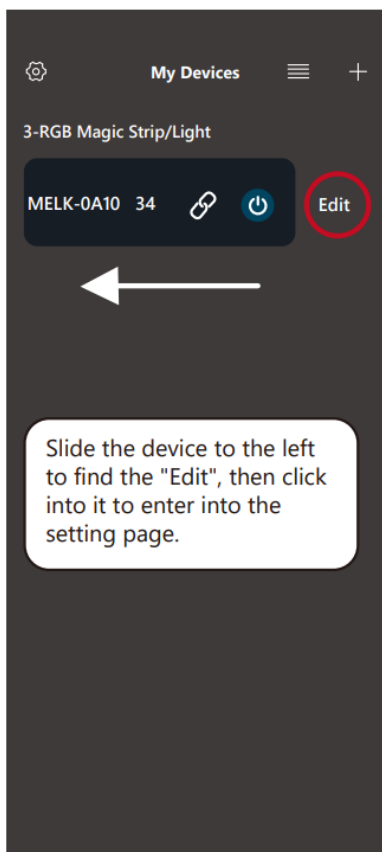 My Devices
3-RGB Magic Strip/Light
MELK-0A10 34 Edit
Slide the device to the left
to find the "Edit", then click
into it to enter into the
setting page.